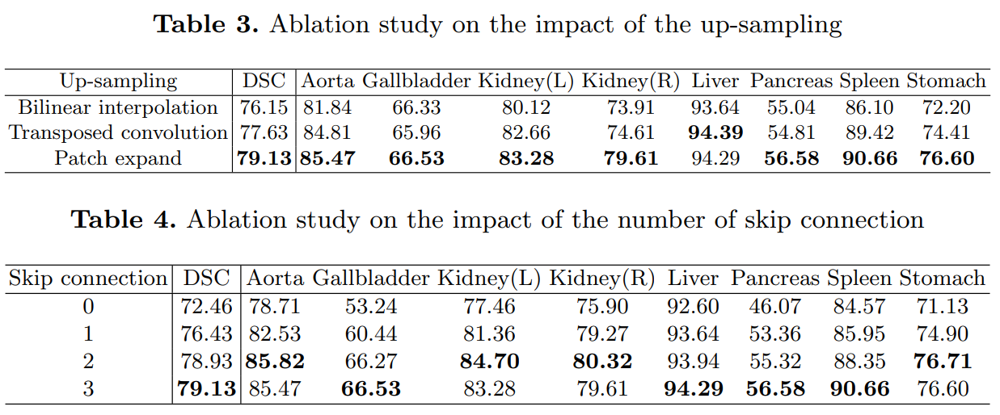 Table 3. Ablation study on the impact of the up-sampling
Up-sampling DSC Aorta Gallbladder Kidney(L) Kidney(R) Liver Pancreas Spleen Stomach
Bilinear interpolation 76.15 81.84 66.33 80.12 73.91 93.64 55.04 86.10 72.20
Transposed convolution 77.63 84.81 65.96 82.66 74.61 94.39 54.81 89.42 74.41
Patch expand 79.13 85.47 66.53 83.28 79.61 94.29 56.58 90.66 76.60
Table 4. Ablation study on the impact of the number of skip connection
Skip connection DSC Aorta Gallbladder Kidney(L) Kidney(R) Liver Pancreas Spleen Stomach
0 72.46 78.71 53.24 77.46 75.90 92.60 46.07 84.57 71.13
1 76.43 82.53 60.44 81.36 79.27 93.64 53.36 85.95 74.90
2 78.93 85.82 66.27 84.70 80.32 93.94 55.32 88.35 76.71
3 79.13 85.47 66.53 83.28 79.61 94.29 56.58 90.66 76.60